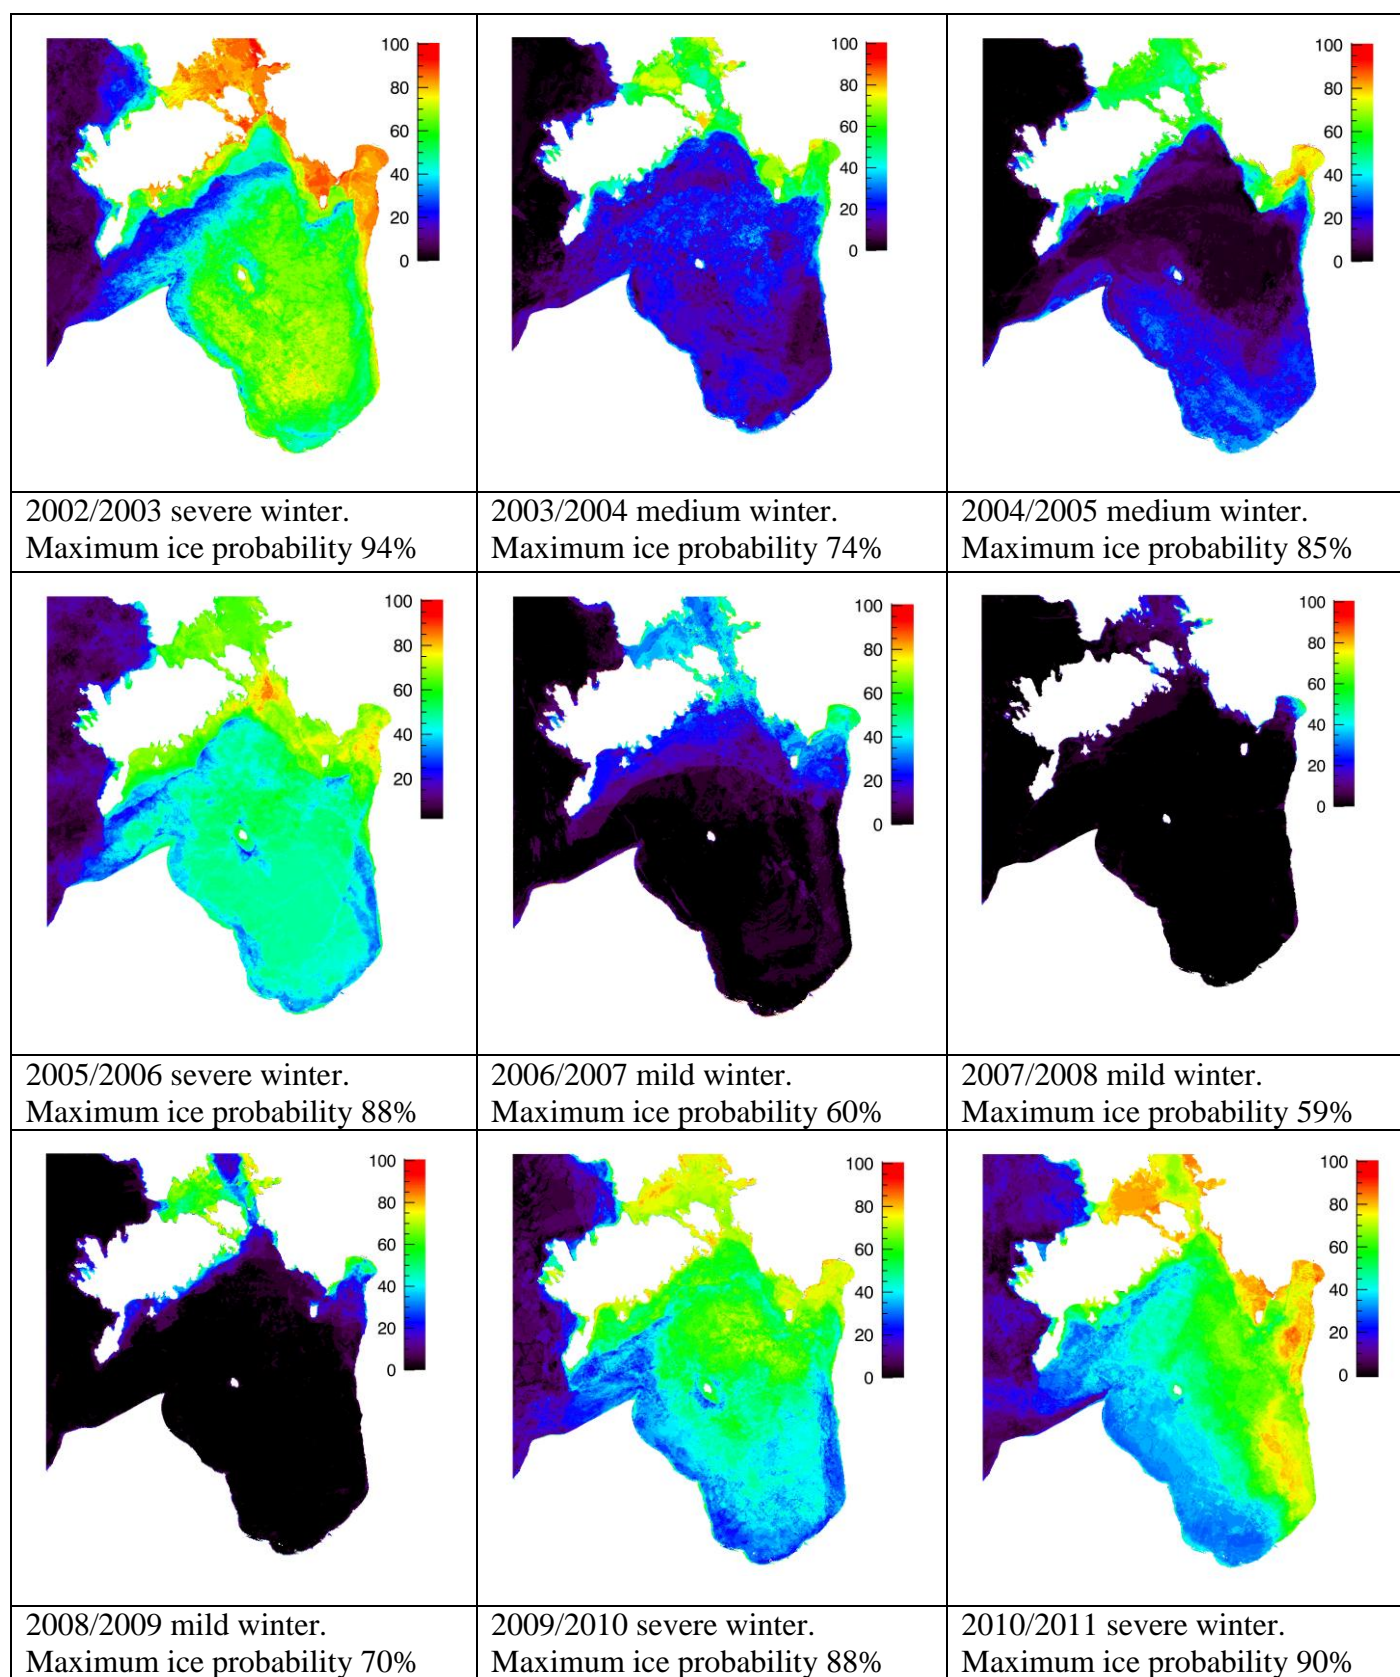 100
80
60
40
20
0
100
80
60
40
20
0
100
80
60
40
20
0
2002/2003 severe winter.
Maximum ice probability 94%
2003/2004 medium winter.
Maximum ice probability 74%
2004/2005 medium winter.
Maximum ice probability 85%
100
80
60
40
20
100
80
60
40
20
0
100
80
60
40
20
0
2005/2006 severe winter.
Maximum ice probability 88%
2006/2007 mild winter.
Maximum ice probability 60%
2007/2008 mild winter.
Maximum ice probability 59%
100
80
60
40
20
0
100
80
60
40
20
0
100
80
60
40
20
0
2008/2009 mild winter.
Maximum ice probability 70%
2009/2010 severe winter.
Maximum ice probability 88%
2010/2011 severe winter.
Maximum ice probability 90%